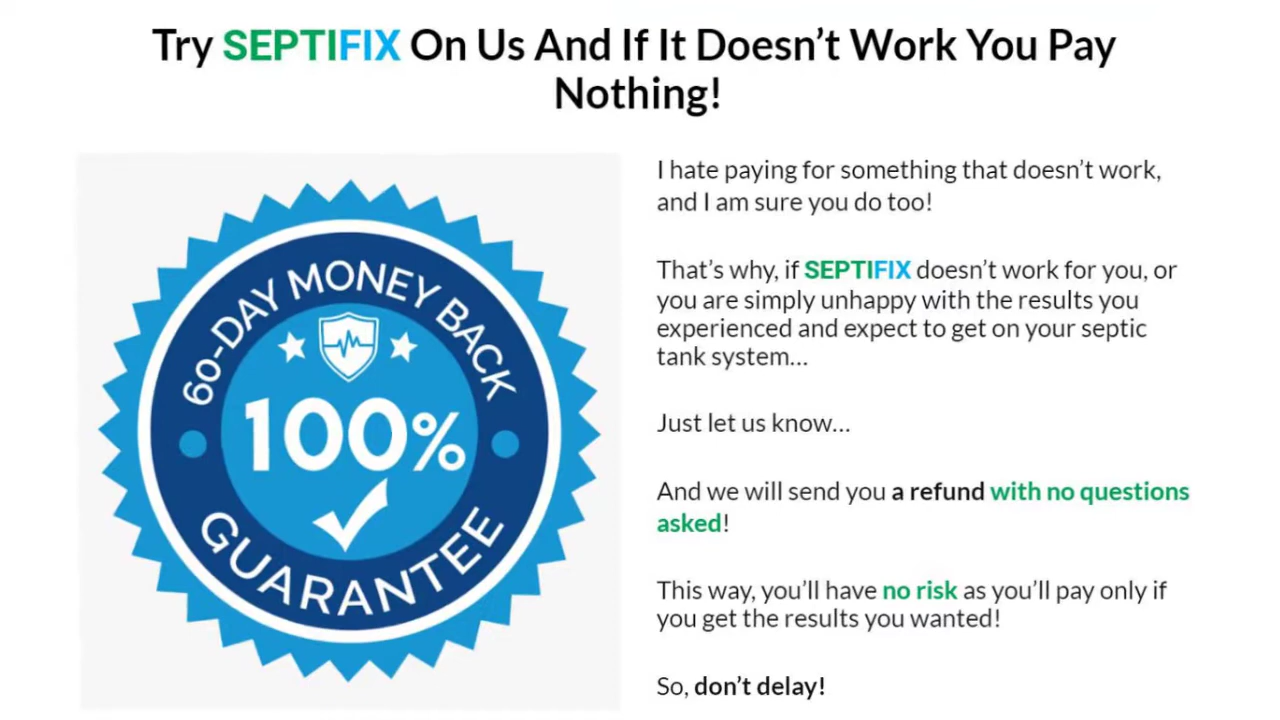 Try SEPTIFIX On Us And If It Doesn't Work You Pay
Nothing!
60-DAY MONEY BACK
100%
GUARANTEE
I hate paying for something that doesn't work,
and I am sure you do too!
That's why, if SEPTIFIX doesn't work for you, or
you are simply unhappy with the results you
experienced and expect to get on your septic
tank system…
Just let us know…
And we will send you a refund with no questions
asked!
This way, you'll have no risk as you'll pay only if
you get the results you wanted!
So, don't delay!